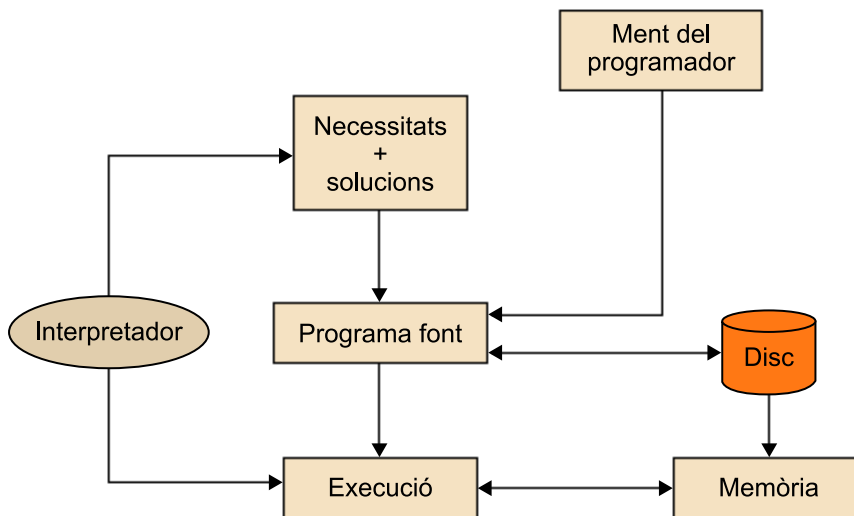 Ment del
programador
Necessitats
+
solucions
Interpretador
Programa font
Disc
Execució
Memòria